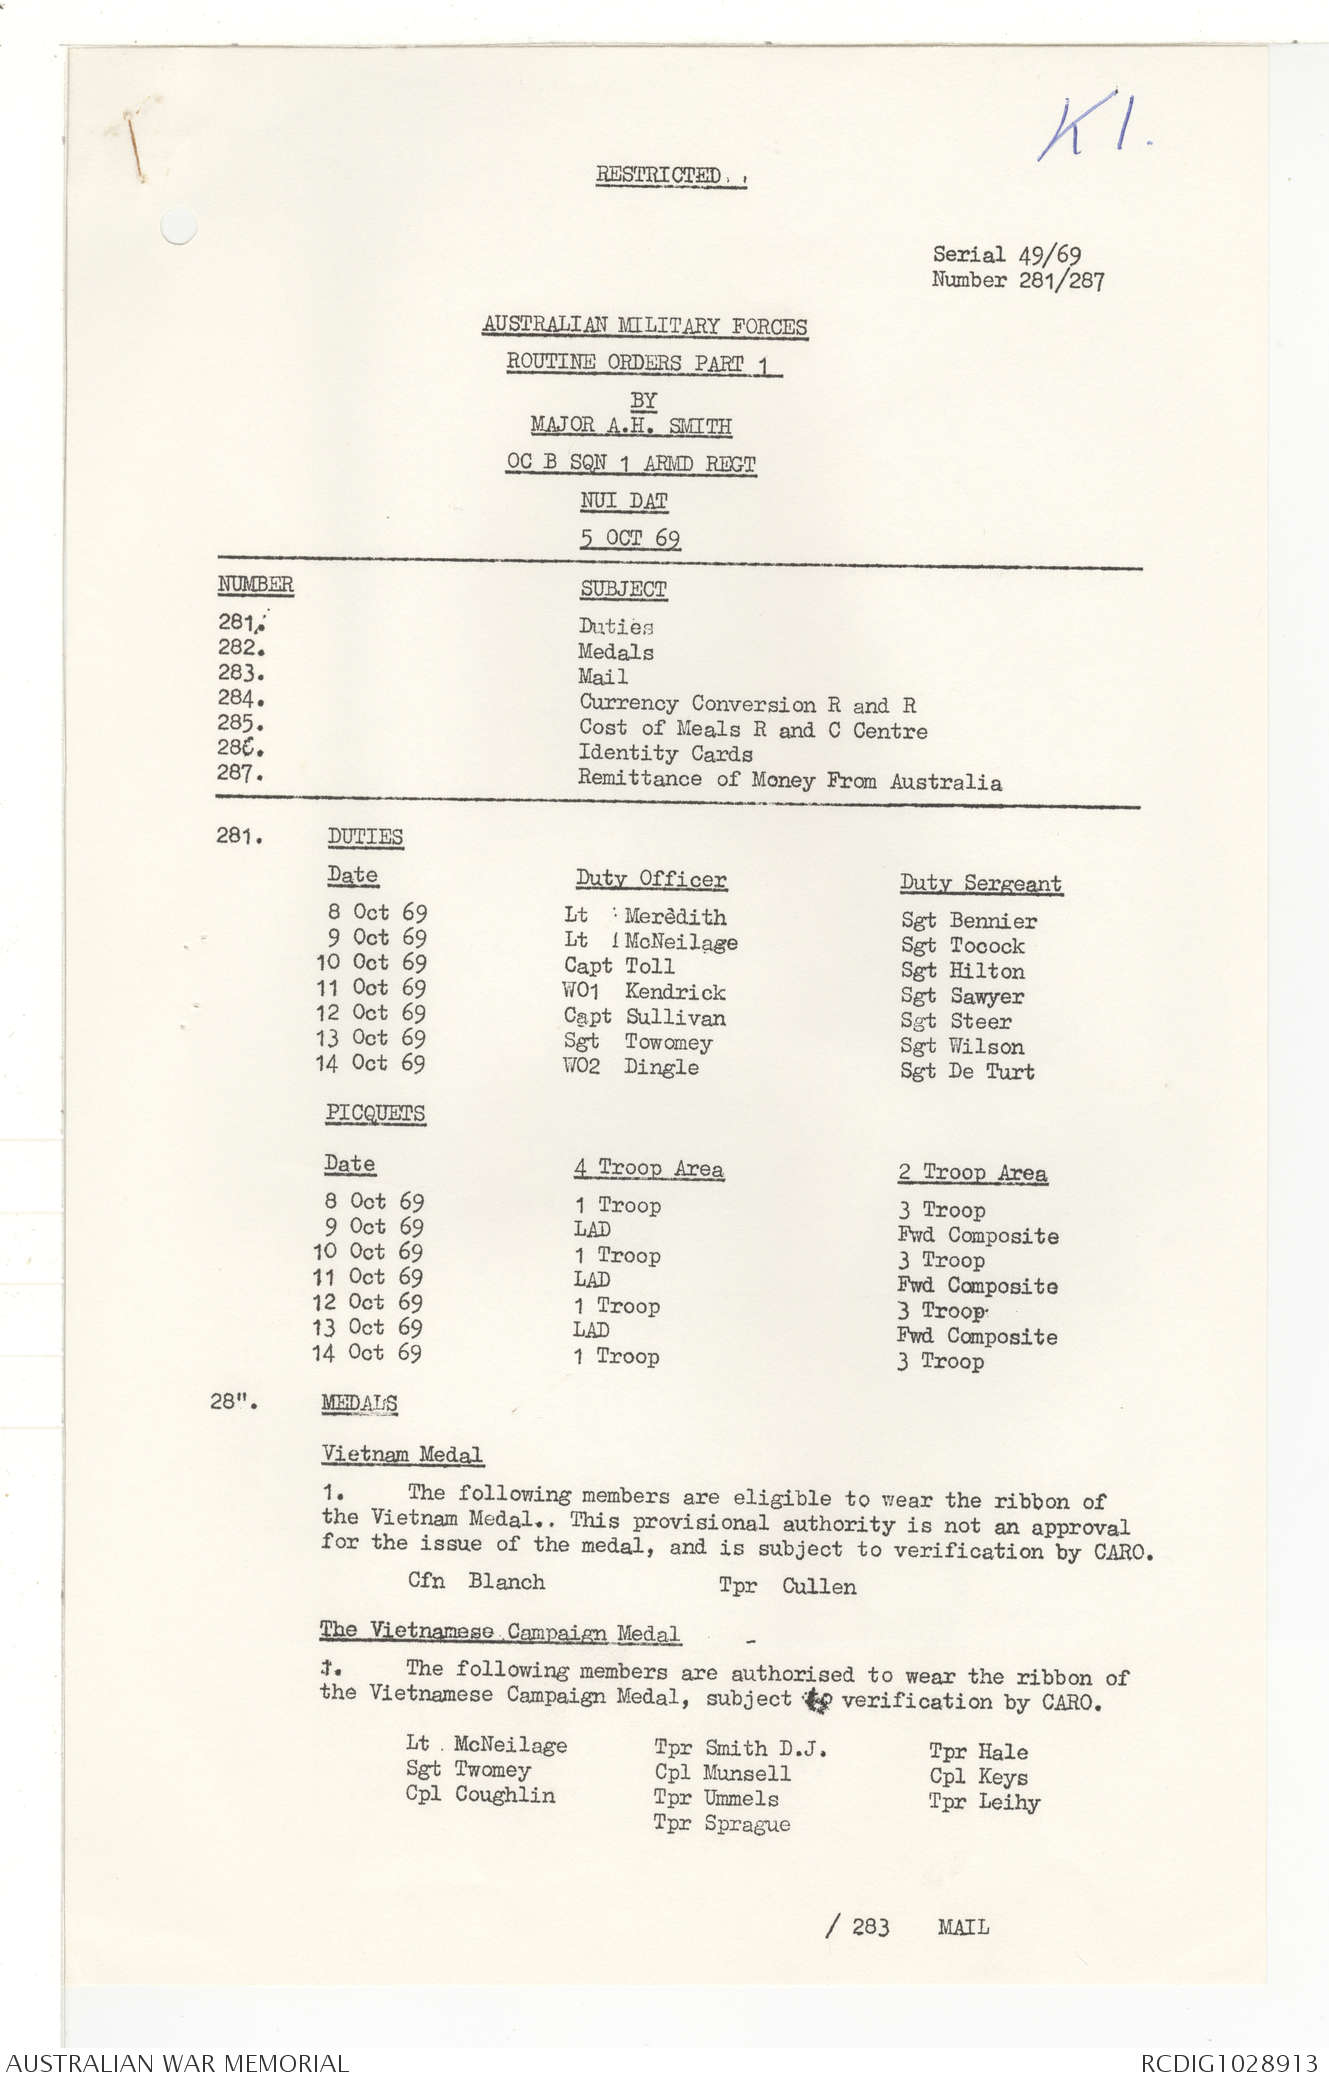 K1.
RESTRICTED
Serial 49/69
Number 281/287
AUSTRALIAN MILITARY FORCES
ROUTINE ORDERS PART 1
BY
MAJOR A.H. SMITH
OC B SQN 1 ARMD REGT
NUI DAT
5 OCT 69
NUMBER SUBJECT
281. Duties
282. Medals
283. Mail
284. Currency Conversion R and R
285. Cost of Meals R and C Centre
286. Identity Cards
287. Remittance of Money From Australia
281. DUTIES
Date Duty Officer Duty Sergeant
8 Oct 69 Lt Meredith Sgt Bennier
9 Oct 69 Lt McNeilage Sgt Tocock
10 Oct 69 Capt Toll Sgt Hilton
11 Oct 69 WO1 Kendrick Sgt Sawyer
12 Oct 69 Capt Sullivan Sgt Steer
13 Oct 69 Sgt Towomey Sgt Wilson
14 Oct 69 WO2 Dingle Sgt De Turt
PICQUETS
Date 4 Troop Area 2 Troop Area
8 Oct 69 1 Troop 3 Troop
9 Oct 69 LAD Fwd Composite
10 Oct 69 1 Troop 3 Troop
11 Oct 69 LAD Fwd Composite
12 Oct 69 1 Troop 3 Troop
13 Oct 69 LAD Fwd Composite
14 Oct 69 1 Troop 3 Troop
28". MEDALS
Vietnam Medal
1. The following members are eligible to wear the ribbon of
the Vietnam Medal.. This provisional authority is not an approval
for the issue of the medal, and is subject to verification by CARO.
Cfn Blanch Tpr Cullen
The Vietnamese Campaign Medal
1. The following members are authorised to wear the ribbon of
the Vietnamese Campaign Medal, subject to verification by CARO.
Lt McNeilage Tpr Smith D.J. Tpr Hale
Sgt Twomey Cpl Munsell Cpl Keys
Cpl Coughlin Tpr Ummels Tpr Leihy
Tpr Sprague
/ 283 MAIL
AUSTRALIAN WAR MEMORIAL RCDIG1028913